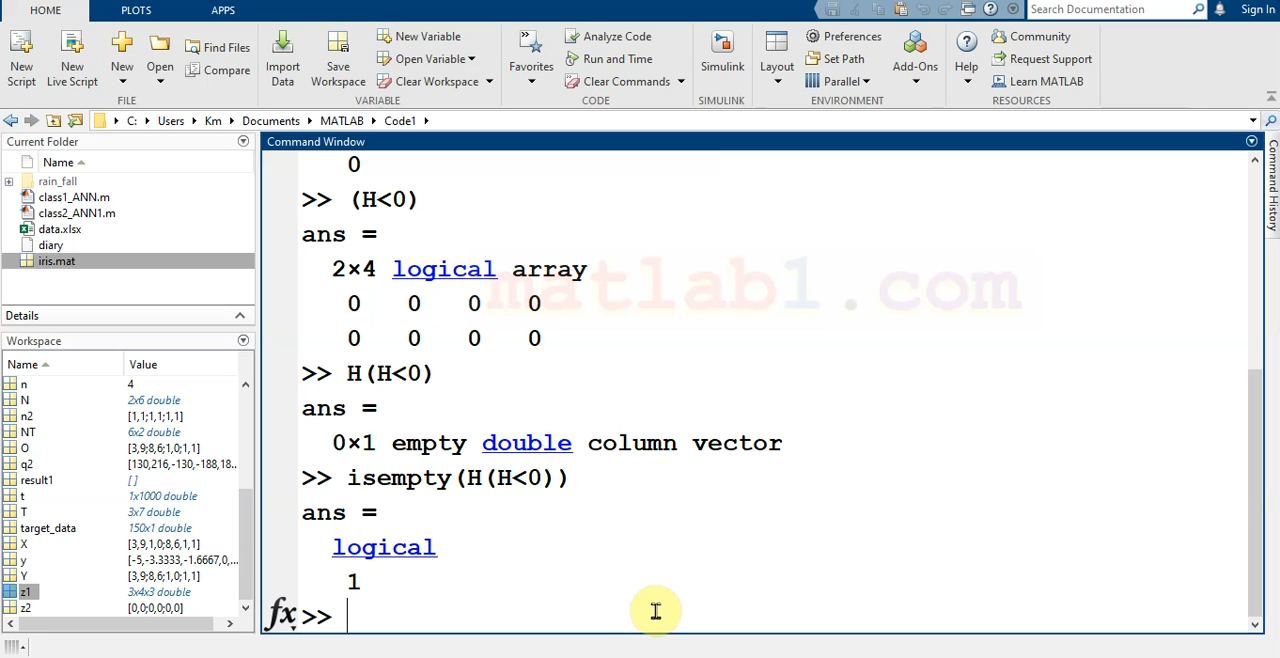 HOME PLOTS APPS Search Documentation Sign In
New Script
New Live Script
New
Open
Find Files
Compare
FILE
Import Data
Save Workspace
New Variable
Open Variable
Clear Workspace
VARIABLE
Favorites
Analyze Code
Run and Time
Clear Commands
CODE
Simulink
SIMULINK
Layout
Preferences
Set Path
Parallel
Add-Ons
ENVIRONMENT
Help
Community
Request Support
Learn MATLAB
RESOURCES
C: Users Km Documents MATLAB Code1
Current Folder
Name
rain_fall
class1_ANN.m
class2_ANN1.m
data.xlsx
diary
iris.mat
Details
Workspace
Name Value
n 4
N 2x6 double
n2 [1,1;1,1;1,1]
NT 6x2 double
O [3,9;8,6;1,0;1,1]
q2 [130,216,-130,-188,18...
result1 []
t 1x1000 double
T 3x7 double
target_data 150x1 double
X [3,9,1,0;8,6,1,1]
y [-5,-3.3333,-1.6667,0,...
Y [3,9;8,6;1,0;1,1]
z1 3x4x3 double
z2 [0,0;0,0;0,0]
Command Window
0
>> (H<0)
ans =
2×4 logical array
0 0 0 0
0 0 0 0
>> H(H<0)
ans =
0×1 empty double column vector
>> isempty(H(H<0))
ans =
logical
1
fx >>
matlab1.com
Command History